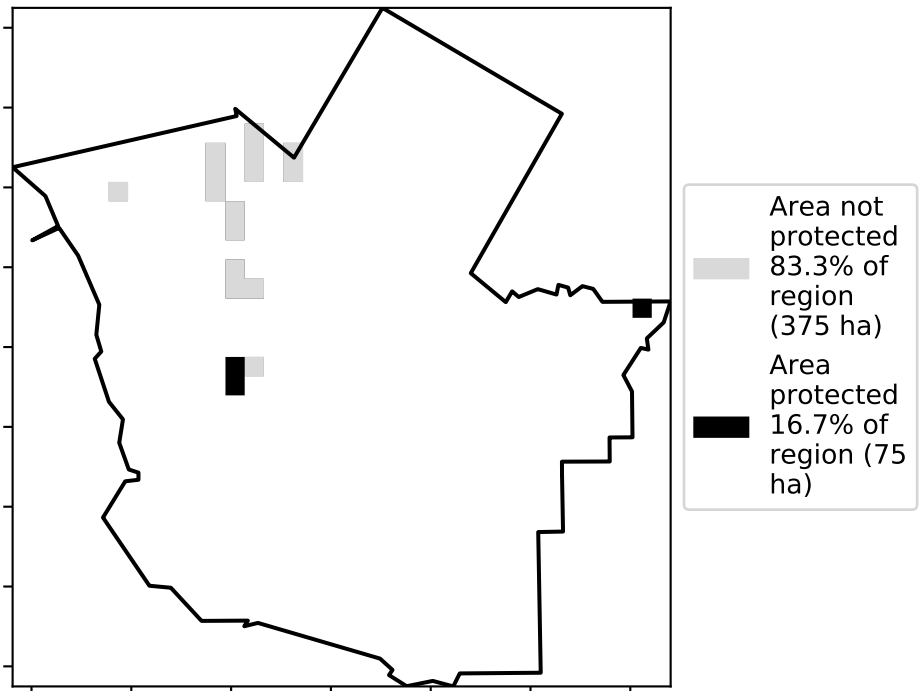 Area not
protected
83.3% of
region
(375 ha)
Area
protected
16.7% of
region (75
ha)